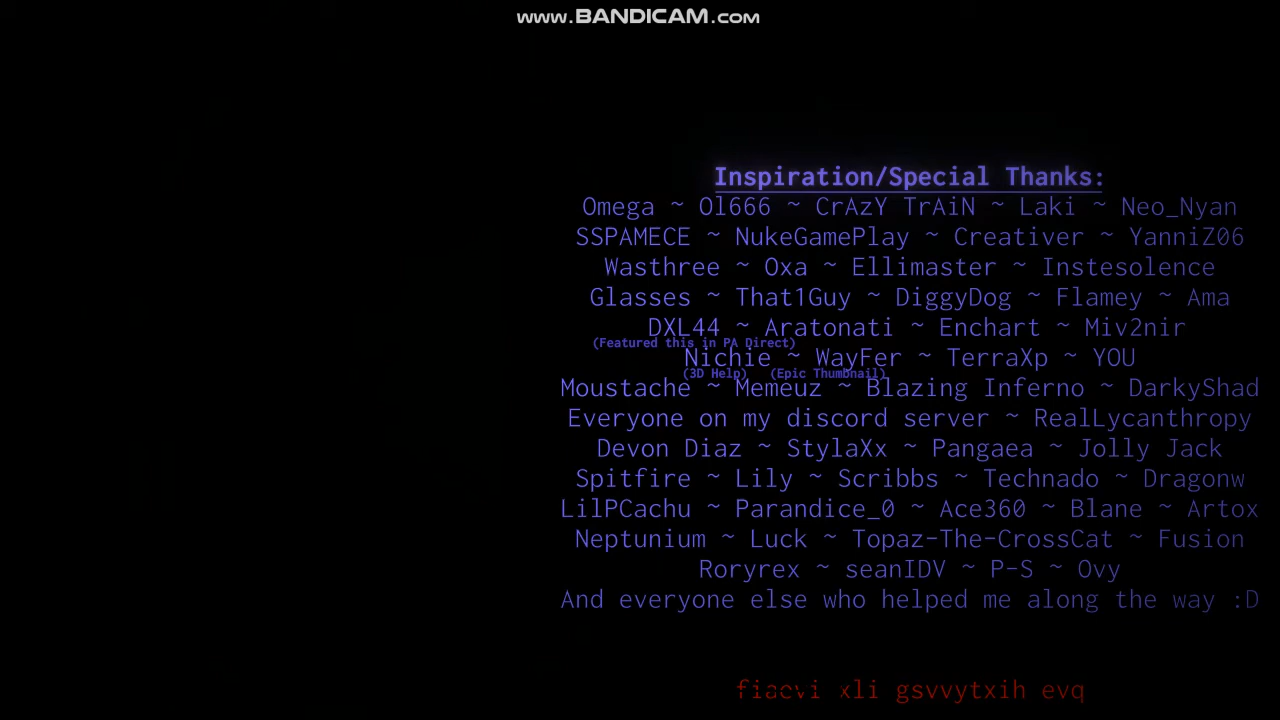 www.BANDICAM.com
Inspiration/Special Thanks:
Omega ~ Ol666 ~ CrAzY TrAiN ~ Laki ~ Neo_Nyan
SSPAMECE ~ NukeGamePlay ~ Creativer ~ YanniZ06
Wasthree ~ Oxa ~ Ellimaster ~ Instesolence
Glasses ~ That1Guy ~ DiggyDog ~ Flamey ~ Ama
DXL44 ~ Aratonati ~ Enchart ~ Miv2nir
(Featured this in PA Direct)
Nichie ~ WayFer ~ TerraXp ~ YOU
(3D Help) (Epic Thumbnail)
Moustache ~ Memeuz ~ Blazing Inferno ~ DarkyShad
Everyone on my discord server ~ RealLycanthropy
Devon Diaz ~ StylaXx ~ Pangaea ~ Jolly Jack
Spitfire ~ Lily ~ Scribbs ~ Technado ~ Dragonw
LilPCachu ~ Parandice_0 ~ Ace360 ~ Blane ~ Artox
Neptunium ~ Luck ~ Topaz-The-CrossCat ~ Fusion
Roryrex ~ seanIDV ~ P-S ~ Ovy
And everyone else who helped me along the way :D
fiacvi xli gsvvytxih evq